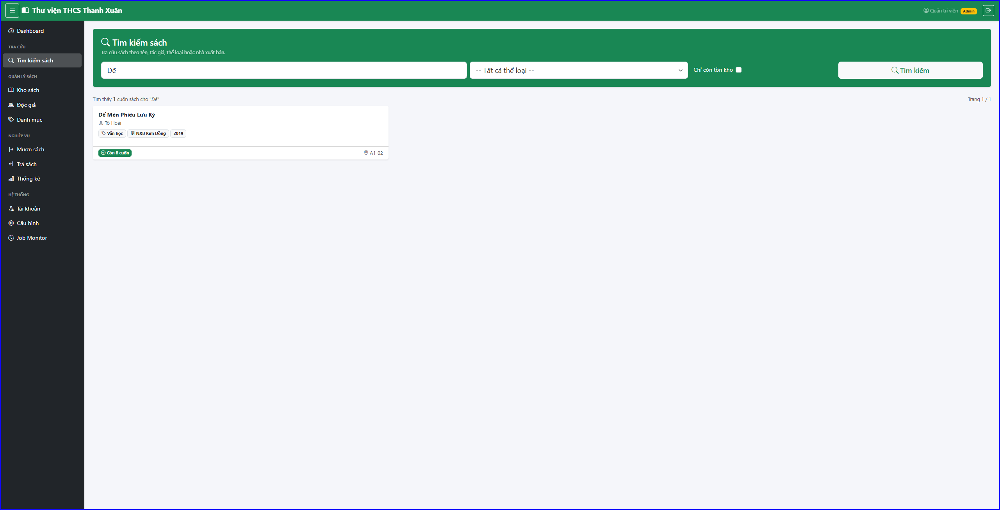 Thư viện THCS Thanh Xuân
Quản trị viên Admin
Dashboard
TRA CỨU
Tìm kiếm sách
QUẢN LÝ SÁCH
Kho sách
Độc giả
Danh mục
NGHIỆP VỤ
Mượn sách
Trả sách
Thống kê
HỆ THỐNG
Tài khoản
Cấu hình
Job Monitor
Tìm kiếm sách
Tra cứu sách theo tên, tác giả, thể loại hoặc nhà xuất bản.
Dế
-- Tất cả thể loại --
Chỉ còn tồn kho
Tìm kiếm
Tìm thấy 1 cuốn sách cho "Dế"
Trang 1 / 1
Dế Mèn Phiêu Lưu Ký
Tô Hoài
Văn học NXB Kim Đồng 2019
Còn 8 cuốn
A1-02